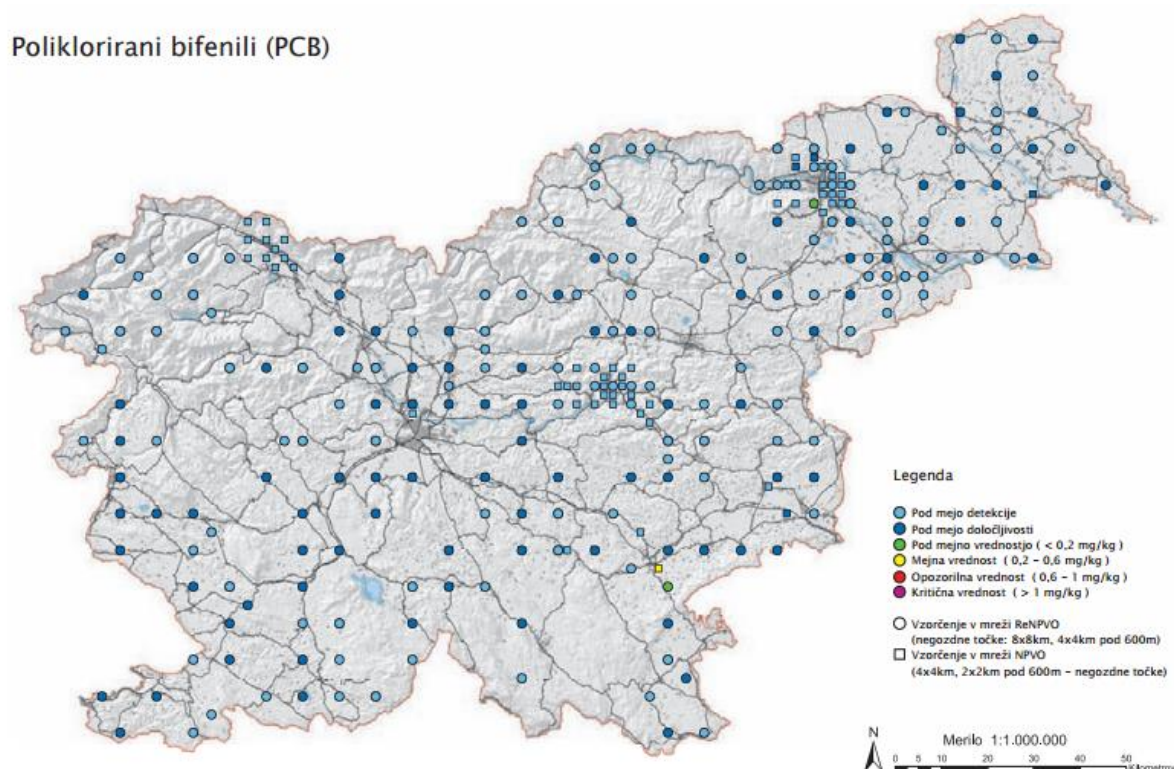 Poliklorirani bifenili (PCB)
Legenda
Pod mejo detekcije
Pod mejo določljivosti
Pod mejno vrednostjo ( < 0,2 mg/kg )
Mejna vrednost ( 0,2 – 0,6 mg/kg )
Opozorilna vrednost ( 0,6 – 1 mg/kg )
Kritična vrednost ( > 1 mg/kg )
Vzorčenje v mreži ReNPVO
(negozdne točke: 8x8km, 4x4km pod 600m)
Vzorčenje v mreži NPVO
(4x4km, 2x2km pod 600m – negozdne točke)
N
Merilo 1:1.000.000
0 5 10 20 30 40 50